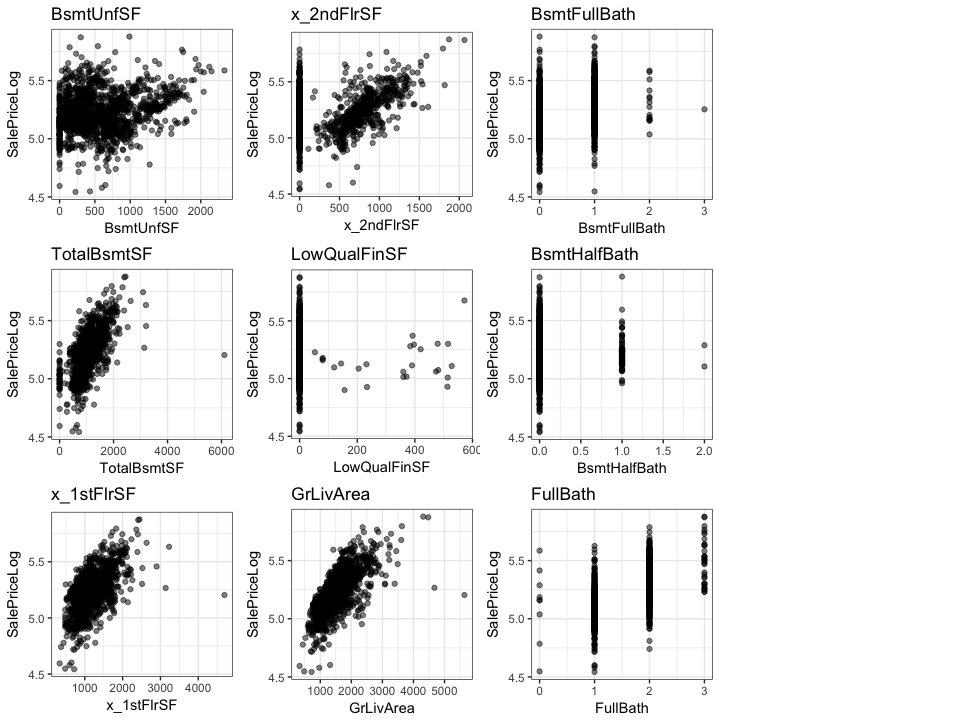 BsmtUnfSF
SalePriceLog
5.5
5.0
4.5
0 500 1000 1500 2000
BsmtUnfSF
x_2ndFlrSF
SalePriceLog
5.5
5.0
4.5
0 500 1000 1500 2000
x_2ndFlrSF
BsmtFullBath
SalePriceLog
5.5
5.0
4.5
0 1 2 3
BsmtFullBath
TotalBsmtSF
SalePriceLog
5.5
5.0
4.5
0 2000 4000 6000
TotalBsmtSF
LowQualFinSF
SalePriceLog
5.5
5.0
4.5
0 200 400
LowQualFinSF
BsmtHalfBath
SalePriceLog
5.5
5.0
4.5
0.0 0.5 1.0 1.5 2.0
BsmtHalfBath
x_1stFlrSF
SalePriceLog
5.5
5.0
4.5
1000 2000 3000 4000
x_1stFlrSF
GrLivArea
SalePriceLog
5.5
5.0
4.5
1000 2000 3000 4000 5000
GrLivArea
FullBath
SalePriceLog
5.5
5.0
4.5
0 1 2 3
FullBath